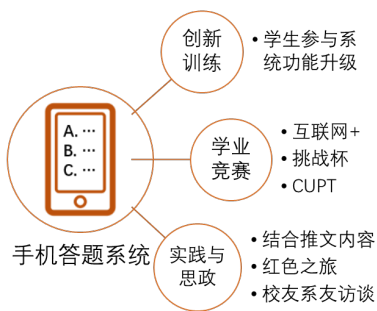 创新
训练
• 学生参与系
统功能升级
A. ···
B. ···
C. ···
学业
竞赛
• 互联网+
• 挑战杯
• CUPT
手机答题系统
实践与
思政
• 结合推文内容
• 红色之旅
• 校友系友访谈